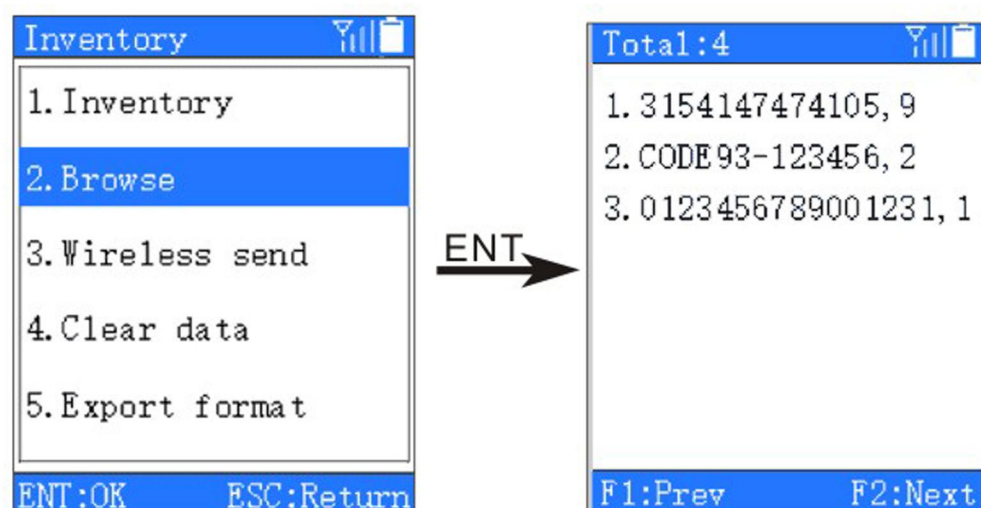 Inventory
1.Inventory
2.Browse
3.Wireless send
4.Clear data
5.Export format
ENT:OK ESC:Return
ENT
Total:4
1.3154147474105,9
2.CODE93-123456,2
3.0123456789001231,1
F1:Prev F2:Next